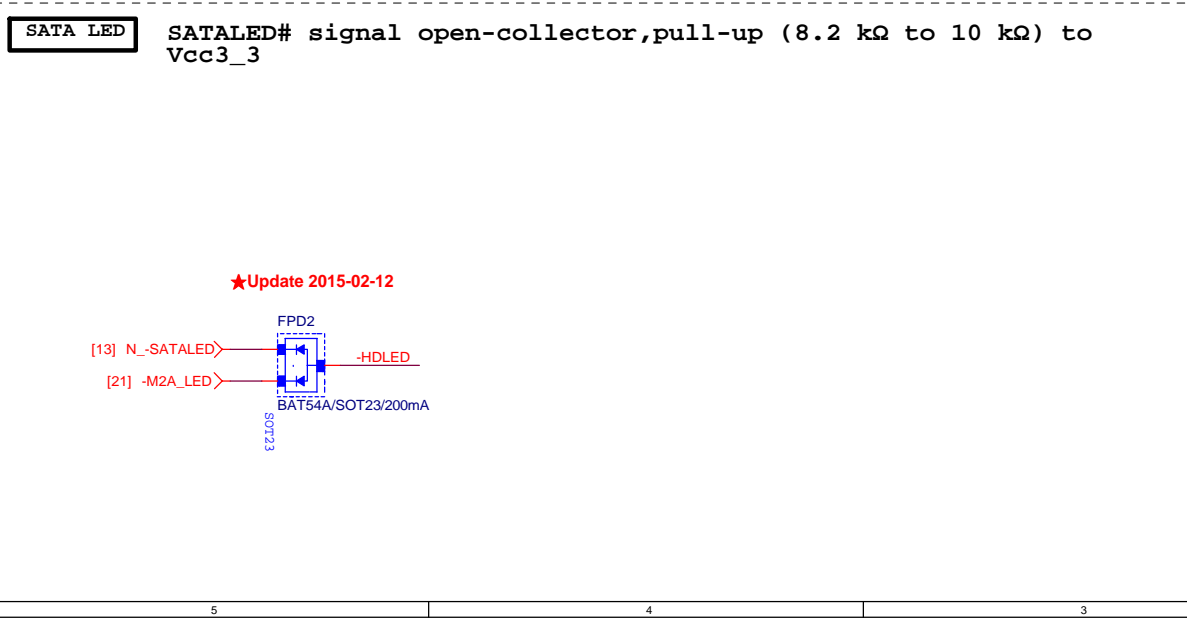 SATA LED
SATALED# signal open-collector,pull-up (8.2 kΩ to 10 kΩ) to
Vcc3_3
★Update 2015-02-12
FPD2
[13] N_-SATALED
-HDLED
[21] -M2A_LED
BAT54A/SOT23/200mA
SOT23
5 4 3